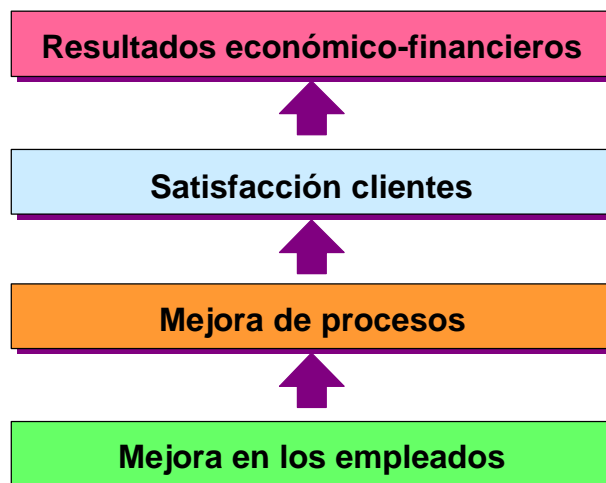 Resultados económico-financieros
Satisfacción clientes
Mejora de procesos
Mejora en los empleados